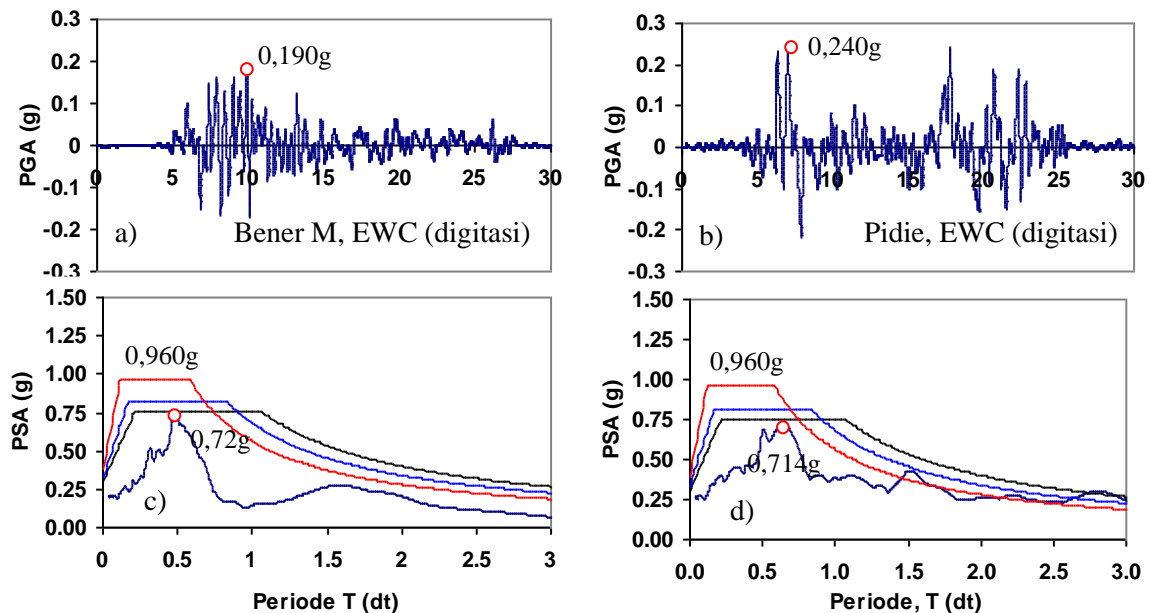 0.3
0.2
0.1
0
-0.1
-0.2
-0.3
PGA (g)
0,190g
0 5 10 15 20 25 30
a) Bener M, EWC (digitasi)
0.3
0.2
0.1
0
-0.1
-0.2
-0.3
PGA (g)
0,240g
0 5 10 15 20 25 30
b) Pidie, EWC (digitasi)
1.50
1.25
1.00
0.75
0.50
0.25
0.00
PSA (g)
0,960g
0,72g
c)
0 0.5 1 1.5 2 2.5 3
Periode T (dt)
1.50
1.25
1.00
0.75
0.50
0.25
0.00
PSA (g)
0,960g
0,714g
d)
0.0 0.5 1.0 1.5 2.0 2.5 3.0
Periode, T (dt)